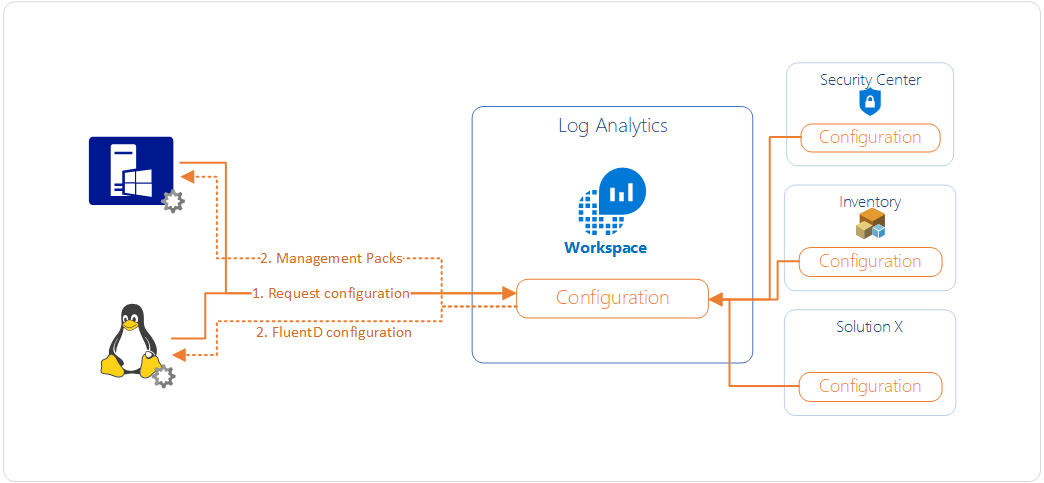 Log Analytics
Workspace
Configuration
2. Management Packs
1. Request configuration
2. FluentD configuration
Security Center
Configuration
Inventory
Configuration
Solution X
Configuration